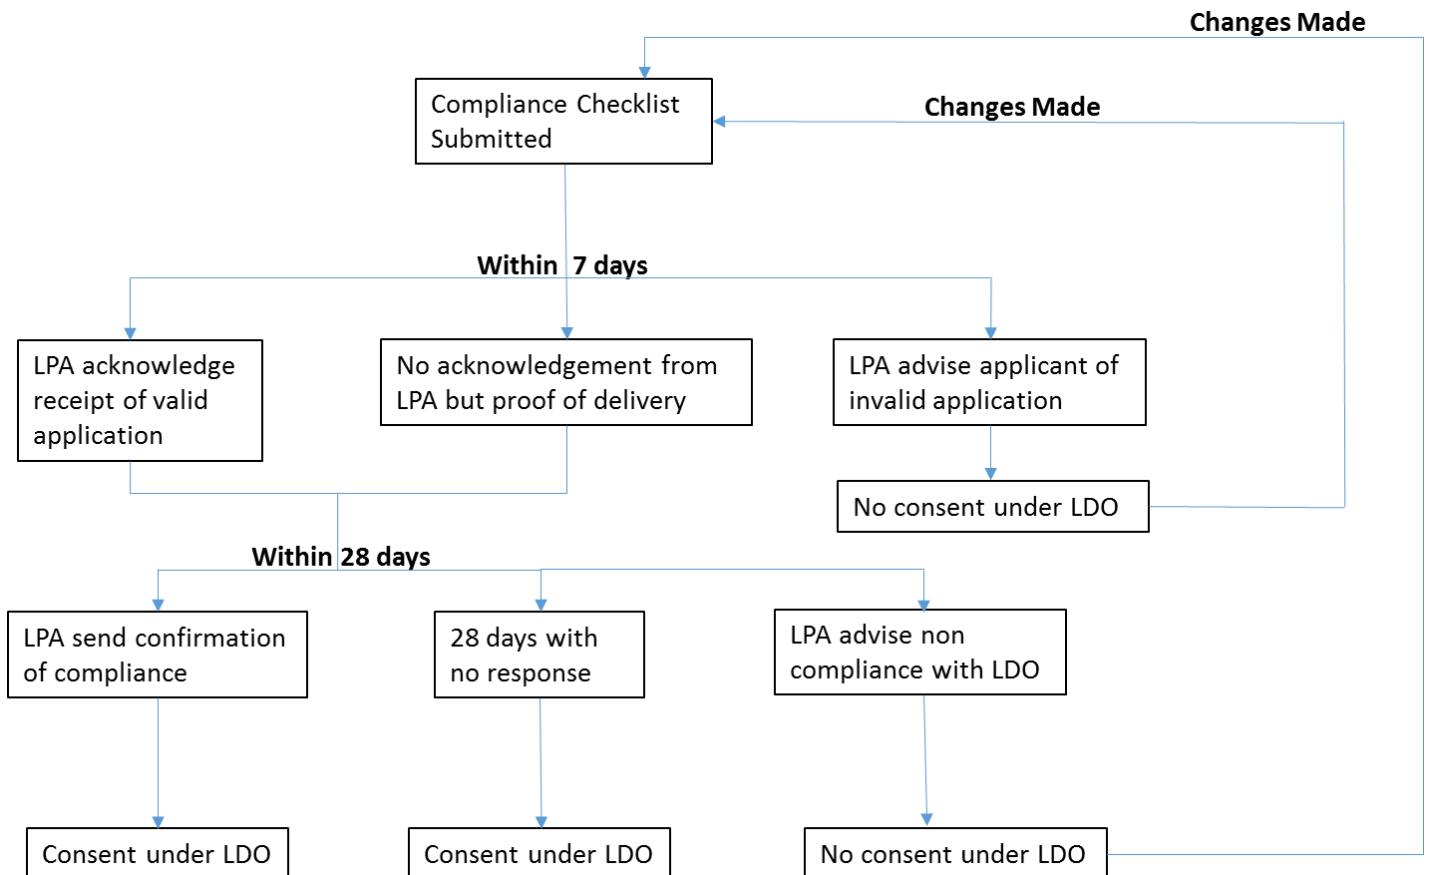 Changes Made
Compliance Checklist
Submitted
Changes Made
Within 7 days
LPA acknowledge
receipt of valid
application
No acknowledgement from
LPA but proof of delivery
LPA advise applicant of
invalid application
No consent under LDO
Within 28 days
LPA send confirmation
of compliance
28 days with
no response
LPA advise non
compliance with LDO
Consent under LDO
Consent under LDO
No consent under LDO